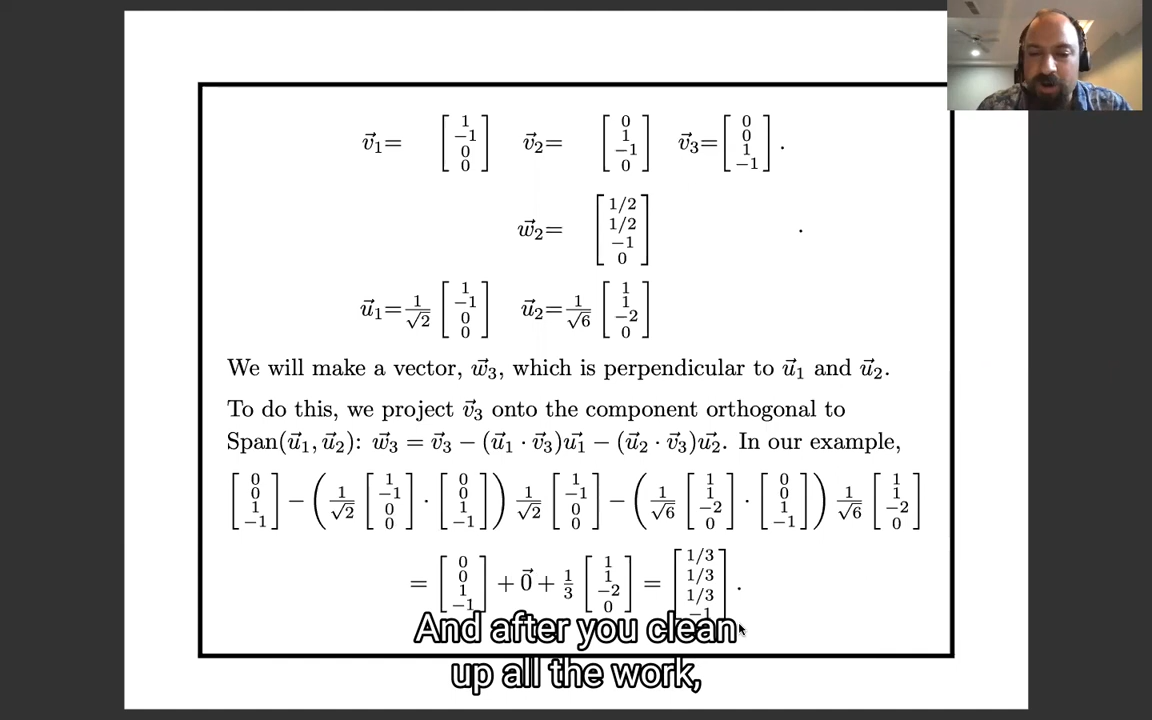 v⃗₁= [1 −1 0 0] v⃗₂= [0 1 −1 0] v⃗₃= [0 0 1 −1] .
w⃗₂= [1/2 1/2 −1 0] .
u⃗₁= 1/√2 [1 −1 0 0] u⃗₂= 1/√6 [1 1 −2 0]
We will make a vector, w⃗₃, which is perpendicular to u⃗₁ and u⃗₂.
To do this, we project v⃗₃ onto the component orthogonal to
Span(u⃗₁, u⃗₂): w⃗₃ = v⃗₃ − (u⃗₁ · v⃗₃)u⃗₁ − (u⃗₂ · v⃗₃)u⃗₂. In our example,
[0 0 1 −1] − (1/√2 [1 −1 0 0] · [0 0 1 −1]) 1/√2 [1 −1 0 0] − (1/√6 [1 1 −2 0] · [0 0 1 −1]) 1/√6 [1 1 −2 0]
= [0 0 1 −1] + 0⃗ + 1/3 [1 1 −2 0] = [1/3 1/3 1/3 −1] .
And after you clean
up all the work,